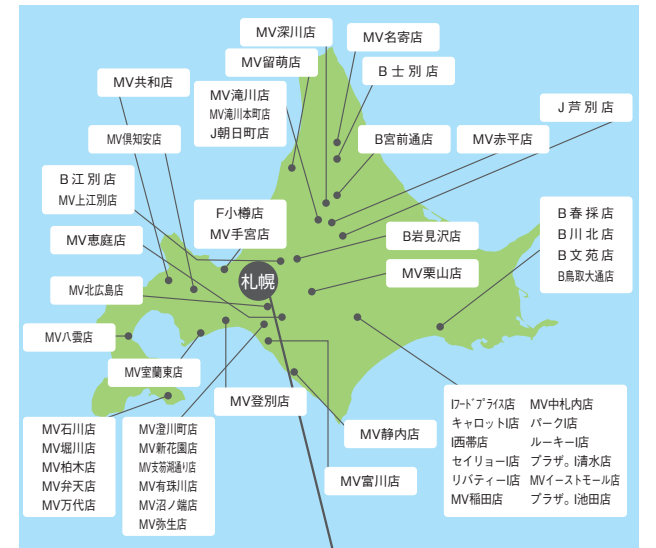 MV深川店
MV名寄店
MV留萌店
B士別店
MV共和店
MV滝川店
MV滝川本町店
J朝日町店
J芦別店
MV倶知安店
B宮前通店
MV赤平店
B江別店
MV上江別店
F小樽店
MV手宮店
B春採店
B川北店
B文苑店
B鳥取大通店
MV恵庭店
B岩見沢店
札幌
MV栗山店
MV北広島店
MV八雲店
MV室蘭東店
MV登別店
MV静内店
MV富川店
MV石川店
MV堀川店
MV柏木店
MV弁天店
MV万代店
MV澄川町店
MV新花園店
MV支笏湖通り店
MV有珠川店
MV沼ノ端店
MV弥生店
Iフードプライス店
キャロットI店
I西帯店
セイリョーI店
リバティーI店
MV稲田店
MV中札内店
パークI店
ルーキーI店
プラザ。I清水店
MVイーストモール店
プラザ。I池田店